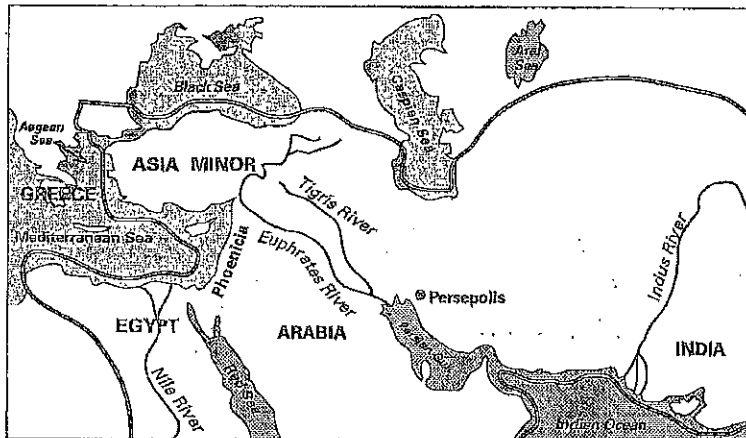 Black Sea
Aral
Sea
Caspian Sea
Aegean
Sea
ASIA MINOR
GREECE
Tigris River
Mediterranean Sea
Phoenicia
Euphrates River
Indus River
Persepolis
EGYPT
ARABIA
INDIA
Nile River
Red Sea
Indian Ocean